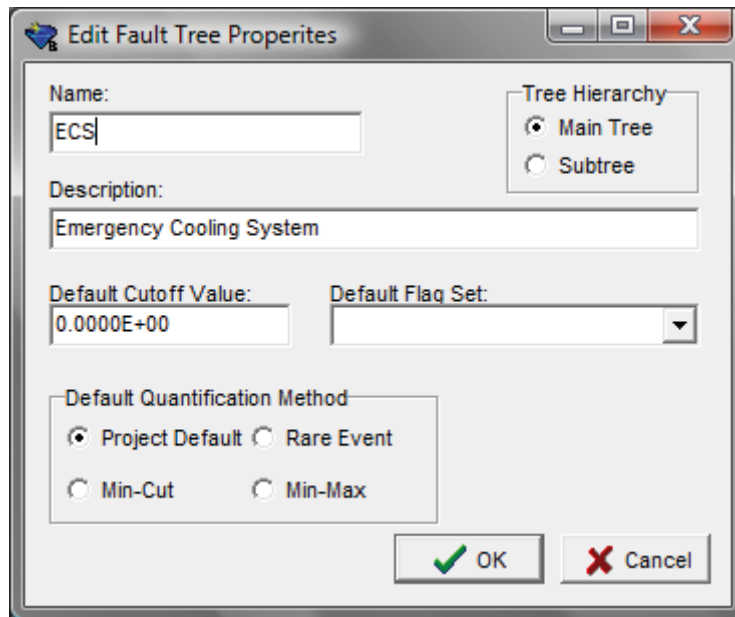 Edit Fault Tree Properites
Name:
ECS
Tree Hierarchy
Main Tree
Subtree
Description:
Emergency Cooling System
Default Cutoff Value:
0.0000E+00
Default Flag Set:
Default Quantification Method
Project Default
Rare Event
Min-Cut
Min-Max
OK
Cancel